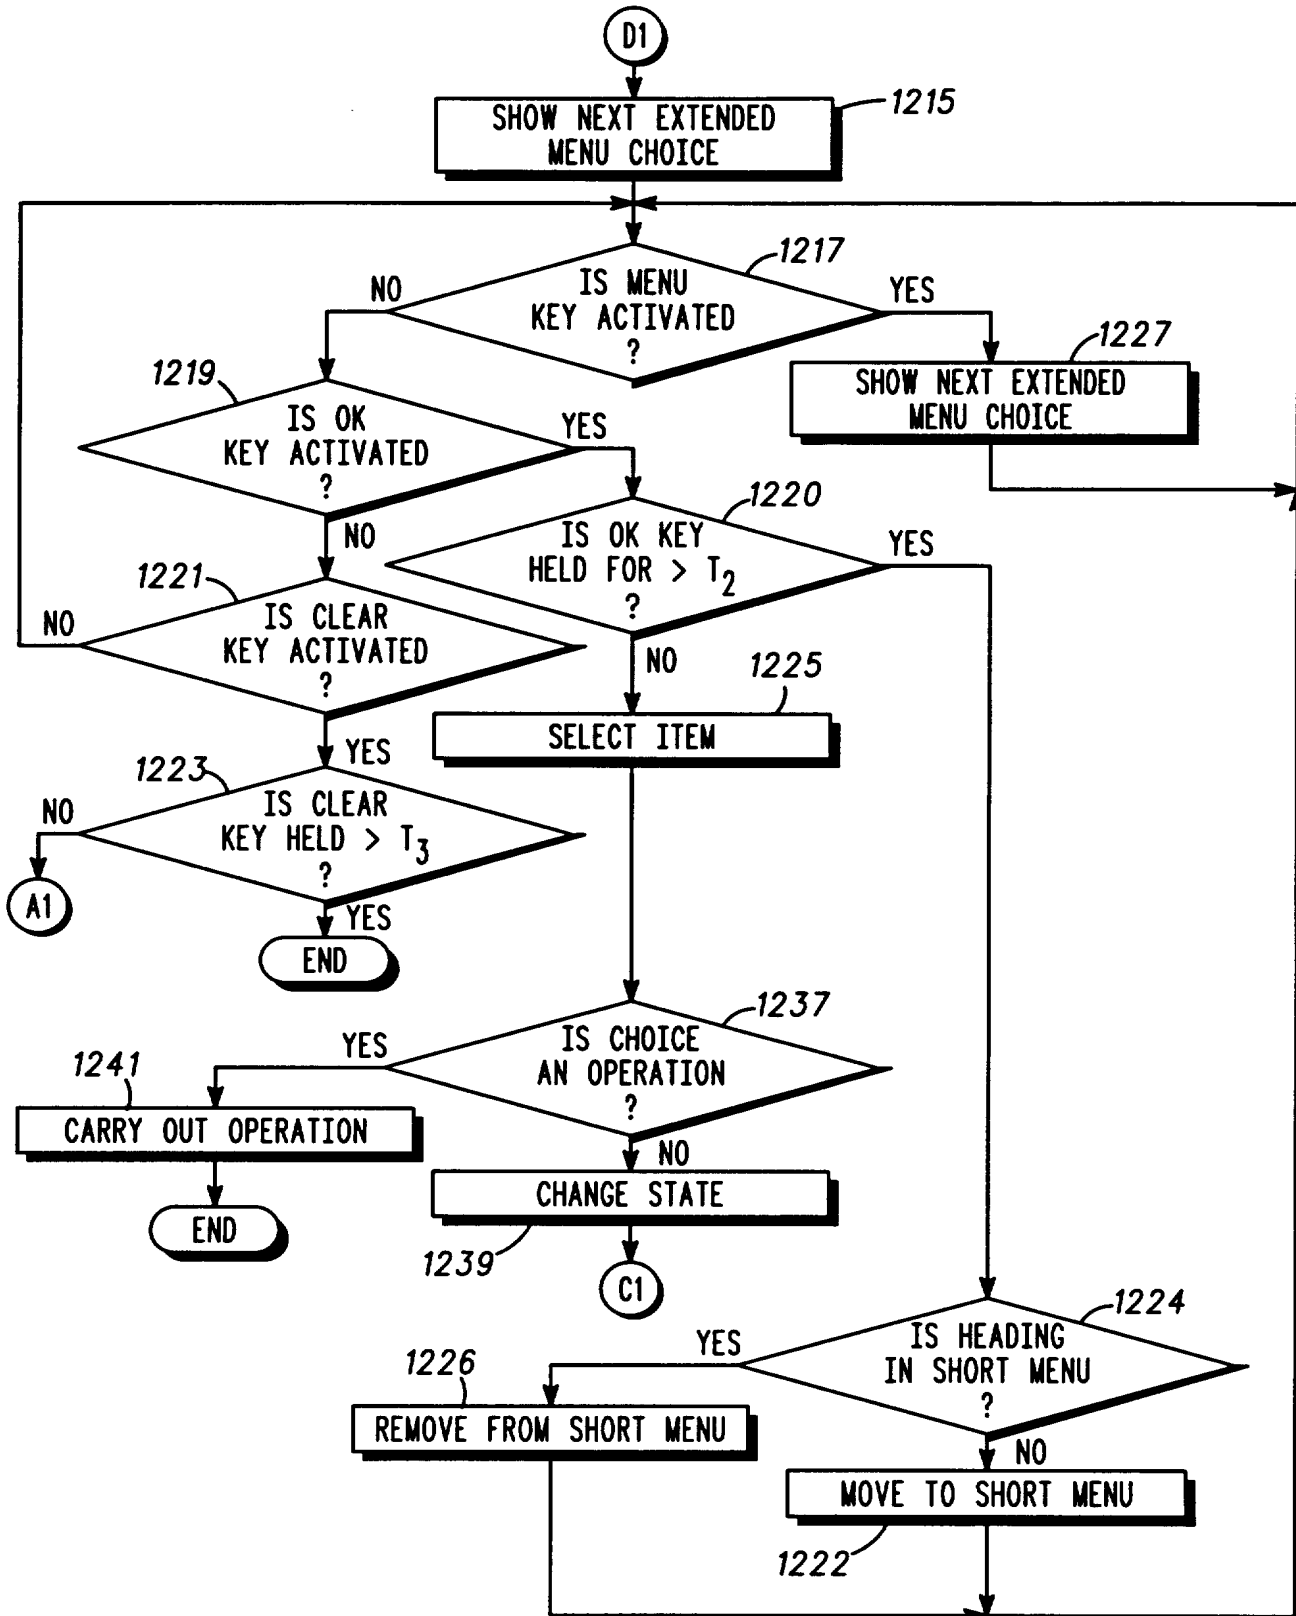 D1
1215
SHOW NEXT EXTENDED
MENU CHOICE
1217
IS MENU
KEY ACTIVATED
?
NO
YES
1227
SHOW NEXT EXTENDED
MENU CHOICE
1219
IS OK
KEY ACTIVATED
?
YES
NO
1220
IS OK KEY
HELD FOR > T2
?
YES
NO
1221
IS CLEAR
KEY ACTIVATED
?
NO
YES
1225
SELECT ITEM
1223
IS CLEAR
KEY HELD > T3
?
NO
A1
YES
END
1237
IS CHOICE
AN OPERATION
?
YES
1241
CARRY OUT OPERATION
END
NO
CHANGE STATE
1239
C1
1224
IS HEADING
IN SHORT MENU
?
YES
1226
REMOVE FROM SHORT MENU
NO
MOVE TO SHORT MENU
1222